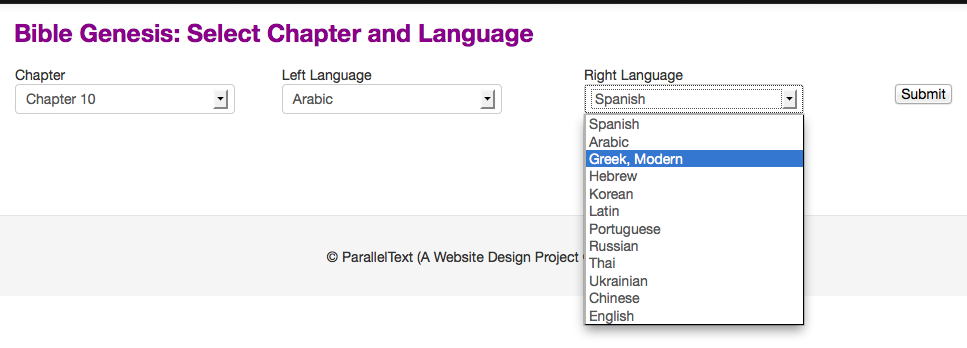 Bible Genesis: Select Chapter and Language
Chapter
Left Language
Right Language
Chapter 10
Arabic
Spanish
Submit
Spanish
Arabic
Greek, Modern
Hebrew
Korean
Latin
Portuguese
Russian
Thai
Ukrainian
Chinese
English
© ParallelText (A Website Design Project